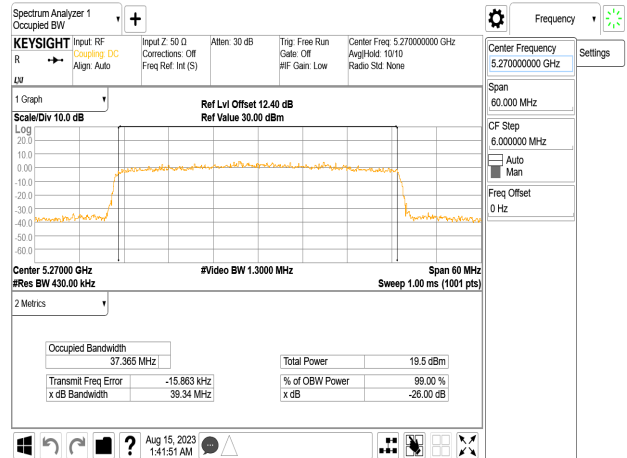 Spectrum Analyzer 1
Occupied BW
Frequency
KEYSIGHT
R
Input: RF
Coupling: DC
Align: Auto
Input Z: 50 Ω
Corrections: Off
Freq Ref: Int (S)
Atten: 30 dB
Trig: Free Run
Gate: Off
#IF Gain: Low
Center Freq: 5.270000000 GHz
Avg|Hold: 10/10
Radio Std: None
1 Graph
Scale/Div 10.0 dB
Ref Lvl Offset 12.40 dB
Ref Value 30.00 dBm
Log
20.0
10.0
0.00
-10.0
-20.0
-30.0
-40.0
-50.0
-60.0
Center 5.27000 GHz
#Res BW 430.00 kHz
#Video BW 1.3000 MHz
Span 60 MHz
Sweep 1.00 ms (1001 pts)
2 Metrics
Occupied Bandwidth
37.365 MHz
Transmit Freq Error -15.863 kHz
x dB Bandwidth 39.34 MHz
Total Power 19.5 dBm
% of OBW Power 99.00 %
x dB -26.00 dB
Aug 15, 2023
1:41:51 AM
Center Frequency
5.270000000 GHz
Settings
Span
60.000 MHz
CF Step
6.000000 MHz
Auto
Man
Freq Offset
0 Hz